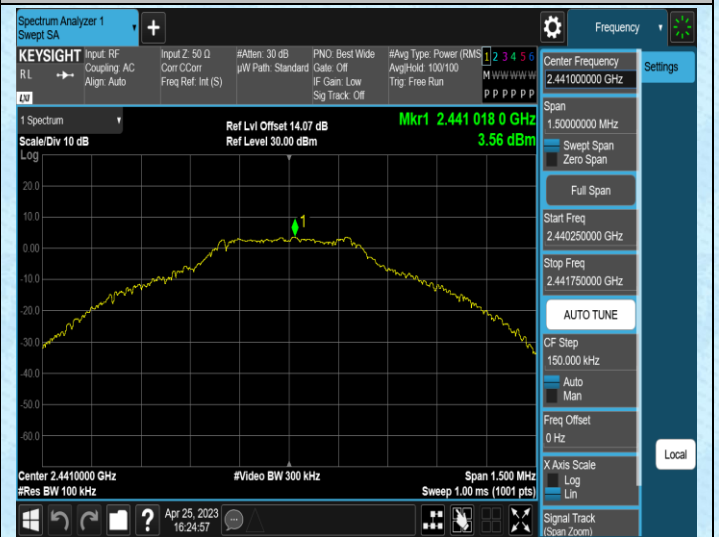 Spectrum Analyzer 1
Swept SA
+
Frequency
KEYSIGHT
RL
LXI
Input: RF
Coupling: AC
Align: Auto
Input Z: 50 Ω
Corr CCorr
Freq Ref: Int (S)
#Atten: 30 dB
µW Path: Standard
PNO: Best Wide
Gate: Off
IF Gain: Low
Sig Track: Off
#Avg Type: Power (RMS
Avg|Hold: 100/100
Trig: Free Run
1 2 3 4 5 6
M W W W W W
P P P P P P
1 Spectrum
Scale/Div 10 dB
Log
Ref Lvl Offset 14.07 dB
Ref Level 30.00 dBm
Mkr1 2.441 018 0 GHz
3.56 dBm
20.0
10.0
0.00
-10.0
-20.0
-30.0
-40.0
-50.0
-60.0
1
Center 2.4410000 GHz
#Res BW 100 kHz
#Video BW 300 kHz
Span 1.500 MHz
Sweep 1.00 ms (1001 pts)
Center Frequency
2.441000000 GHz
Settings
Span
1.50000000 MHz
Swept Span
Zero Span
Full Span
Start Freq
2.440250000 GHz
Stop Freq
2.441750000 GHz
AUTO TUNE
CF Step
150.000 kHz
Auto
Man
Freq Offset
0 Hz
X Axis Scale
Log
Lin
Local
Signal Track
(Span Zoom)
?
Apr 25, 2023
16:24:57